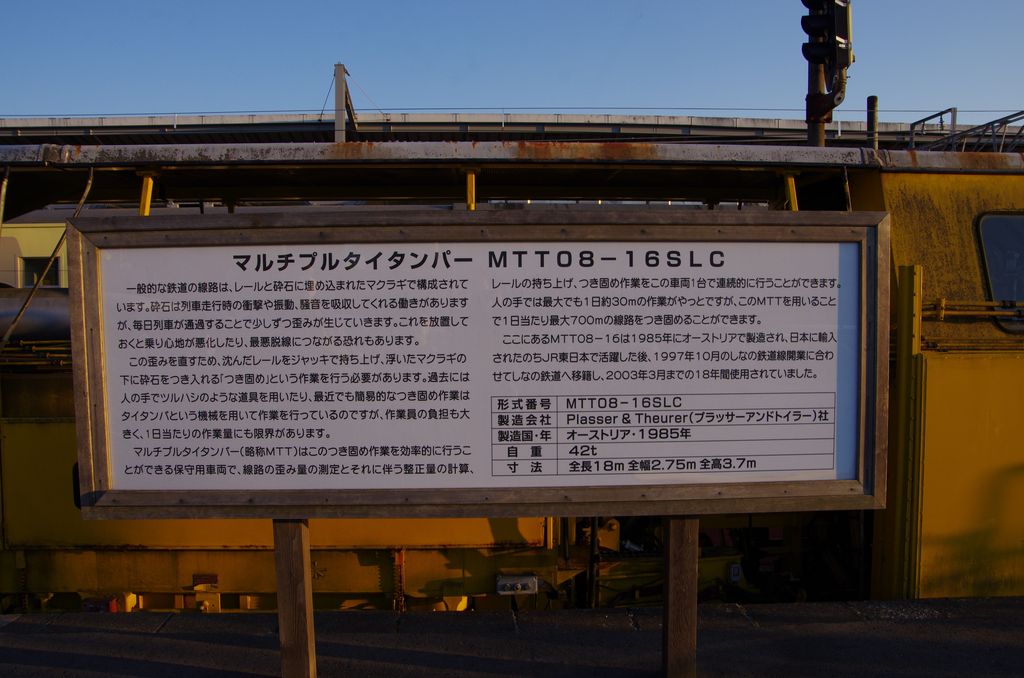 マルチプルタイタンパー MTT08－16SLC
一般的な鉄道の線路は、レールと砕石に埋め込まれたマクラギで構成されて
います。砕石は列車走行時の衝撃や振動、騒音を吸収してくれる働きがあります
が、毎日列車が通過することで少しずつ歪みが生じていきます。これを放置して
おくと乗り心地が悪化したり、最悪脱線につながる恐れもあります。
この歪みを直すため、沈んだレールをジャッキで持ち上げ、浮いたマクラギの
下に砕石をつき入れる「つき固め」という作業を行う必要があります。過去には
人の手でツルハシのような道具を用いたり、最近でも簡易的なつき固め作業は
タイタンパという機械を用いて作業を行っているのですが、作業員の負担も大
きく、1日当たりの作業量にも限界があります。
マルチプルタイタンパー(略称MTT)はこのつき固め作業を効率的に行うこ
とができる保守用車両で、線路の歪み量の測定とそれに伴う整正量の計算、
レールの持ち上げ、つき固め作業をこの車両1台で連続的に行うことができます。
人の手では最大でも1日約30mの作業がやっとですが、このMTTを用いること
で1日当たり最大700mの線路をつき固めることができます。
ここにあるMTT08－16は1985年にオーストリアで製造され、日本に輸入
されたのちJR東日本で活躍した後、1997年10月のしなの鉄道線開業に合わ
せてしなの鉄道へ移籍し、2003年3月までの18年間使用されていました。
形式番号 MTT08－16SLC
製造会社 Plasser & Theurer(プラッサーアンドトイラー)社
製造国・年 オーストリア・1985年
自 重 42t
寸 法 全長18m 全幅2.75m 全高3.7m